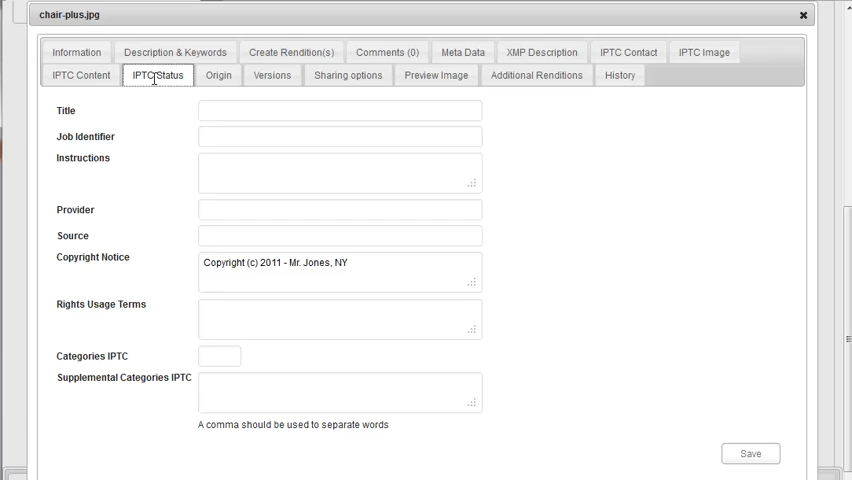 chair-plus.jpg
Information Description & Keywords Create Rendition(s) Comments (0) Meta Data XMP Description IPTC Contact IPTC Image
IPTC Content IPTC Status Origin Versions Sharing options Preview Image Additional Renditions History
Title
Job Identifier
Instructions
Provider
Source
Copyright Notice Copyright (c) 2011 - Mr. Jones, NY
Rights Usage Terms
Categories IPTC
Supplemental Categories IPTC
A comma should be used to separate words
Save